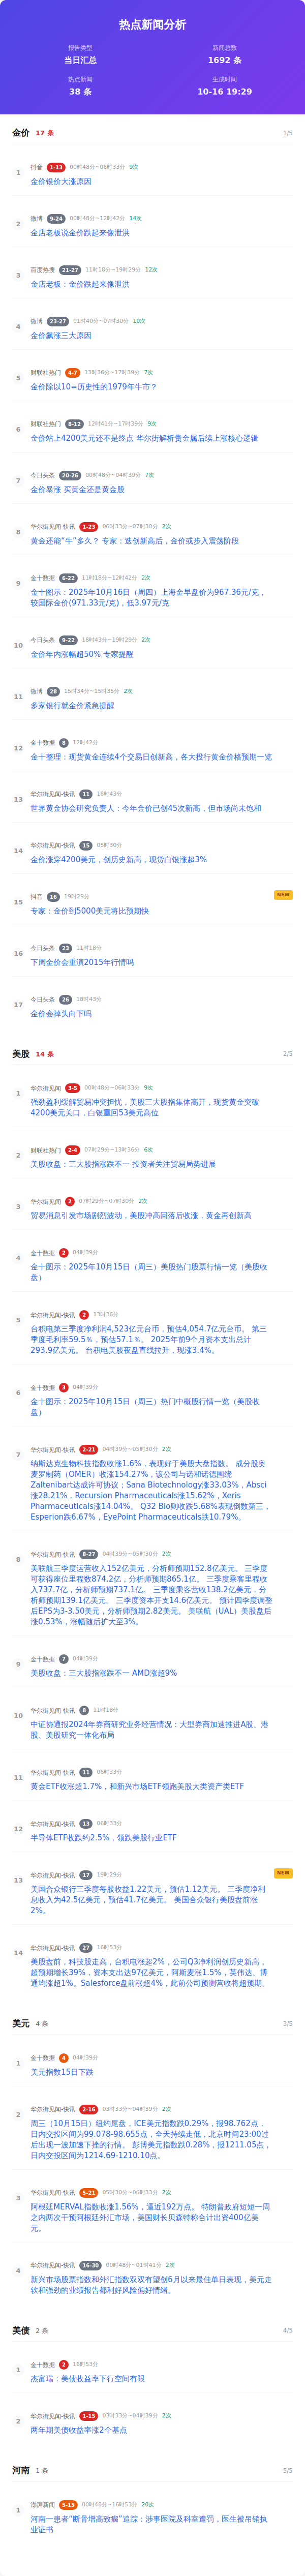 热点新闻分析
报告类型
新闻总数
当日汇总
1692 条
热点新闻
生成时间
38 条
10-16 19:29
金价 17 条 1/5
1
抖音 1-13 00时48分~06时33分 9次
金价银价大涨原因
2
微博 9-24 00时48分~12时42分 14次
金店老板说金价跌起来像泄洪
3
百度热搜 21-27 11时18分~19时29分 12次
金店老板：金价跌起来像泄洪
4
微博 23-27 01时40分~07时30分 10次
金价飙涨三大原因
5
财联社热门 4-7 13时36分~17时39分 7次
金价除以10=历史性的1979年牛市？
6
财联社热门 8-12 12时41分~17时39分 9次
金价站上4200美元还不是终点 华尔街解析贵金属后续上涨核心逻辑
7
今日头条 20-26 00时48分~04时39分 7次
金价暴涨 买黄金还是黄金股
8
华尔街见闻-快讯 1-23 06时33分~07时30分 2次
黄金还能“牛”多久？ 专家：迭创新高后，金价或步入震荡阶段
9
金十数据 6-22 11时18分~12时42分 2次
金十图示：2025年10月16日（周四）上海金早盘价为967.36元/克，
较国际金价(971.33元/克)，低3.97元/克
10
今日头条 9-22 18时43分~19时29分 2次
金价年内涨幅超50% 专家提醒
11
微博 28 15时34分~15时35分 2次
多家银行就金价紧急提醒
12
金十数据 8 12时42分
金十整理：现货黄金连续4个交易日创新高，各大投行黄金价格预期一览
13
华尔街见闻-快讯 11 18时43分
世界黄金协会研究负责人：今年金价已创45次新高，但市场尚未饱和
14
华尔街见闻-快讯 15 05时30分
金价涨穿4200美元，创历史新高，现货白银涨超3%
15
抖音 16 19时29分 NEW
专家：金价到5000美元将比预期快
16
今日头条 23 11时18分
下周金价会重演2015年行情吗
17
今日头条 26 18时43分
金价会掉头向下吗
美股 14 条 2/5
1
华尔街见闻 3-5 00时48分~06时33分 9次
强劲盈利缓解贸易冲突担忧，美股三大股指集体高开，现货黄金突破
4200美元关口，白银重回53美元高位
2
财联社热门 2-4 07时29分~13时36分 6次
美股收盘：三大股指涨跌不一 投资者关注贸易局势进展
3
华尔街见闻 2 07时29分~07时30分 2次
贸易消息引发市场剧烈波动，美股冲高回落后收涨，黄金再创新高
4
金十数据 2 04时39分
金十图示：2025年10月15日（周三）美股热门股票行情一览（美股收
盘）
5
华尔街见闻-快讯 2 13时36分
台积电第三季度净利润4,523亿元台币，预估4,054.7亿元台币。 第三
季度毛利率59.5％，预估57.1％。 2025年前9个月资本支出总计
293.9亿美元。 台积电美股夜盘直线拉升，现涨3.4%。
6
金十数据 3 04时39分
金十图示：2025年10月15日（周三）热门中概股行情一览（美股收
盘）
7
华尔街见闻-快讯 2-21 04时39分~05时30分 2次
纳斯达克生物科技指数收涨1.6%，表现好于美股大盘指数。 成分股奥
麦罗制药（OMER）收涨154.27%，该公司与诺和诺德围绕
Zaltenibart达成许可协议；Sana Biotechnology涨33.03%，Absci
涨28.21%，Recursion Pharmaceuticals涨15.62%，Xeris
Pharmaceuticals涨14.04%。 Q32 Bio则收跌5.68%表现倒数第三，
Esperion跌6.67%，EyePoint Pharmaceuticals跌10.79%。
8
华尔街见闻-快讯 8-27 04时39分~05时30分 2次
美联航三季度运营收入152亿美元，分析师预期152.8亿美元。 三季度
可获得座位里程数874.2亿，分析师预期865.1亿。 三季度乘客里程收
入737.7亿，分析师预期737.1亿。 三季度乘客收入138.2亿美元，分
析师预期139.1亿美元。 三季度资本开支14.6亿美元。 预计四季度调整
后EPS为3-3.50美元，分析师预期2.82美元。 美联航（UAL）美股盘后
涨0.53%，涨幅随后扩大至3%。
9
金十数据 7 04时39分
美股收盘：三大股指涨跌不一 AMD涨超9%
10
华尔街见闻-快讯 8 11时18分
中证协通报2024年券商研究业务经营情况：大型券商加速推进A股、港
股、美股研究一体化布局
11
华尔街见闻-快讯 11 06时33分
黄金ETF收涨超1.7%，和新兴市场ETF领跑美股大类资产类ETF
12
华尔街见闻-快讯 13 06时33分
半导体ETF收跌约2.5%，领跌美股行业ETF
13
华尔街见闻-快讯 17 19时29分 NEW
美国合众银行三季度每股收益1.22美元，预估1.12美元。 三季度净利
息收入为42.5亿美元，预估41.7亿美元。 美国合众银行美股盘前涨
2%。
14
华尔街见闻-快讯 27 16时53分
美股盘前，科技股走高，台积电涨超2%，公司Q3净利润创历史新高，
超预期增长39%，资本支出达97亿美元，阿斯麦涨1.5%，英伟达、博
通均涨超1%。Salesforce盘前涨超4%，此前公司预测营收将超预期。
美元 4 条 3/5
1
金十数据 4 04时39分
美元指数15日下跌
2
华尔街见闻-快讯 2-16 03时33分~04时39分 2次
周三（10月15日）纽约尾盘，ICE美元指数跌0.29%，报98.762点，
日内交投区间为99.078-98.655点，全天持续走低，北京时间23:00过
后出现一波加速下挫的行情。 彭博美元指数跌0.28%，报1211.05点，
日内交投区间为1214.69-1210.10点。
3
华尔街见闻-快讯 5-21 05时30分~06时33分 2次
阿根廷MERVAL指数收涨1.56%，逼近192万点。 特朗普政府短短一周
之内两次干预阿根廷外汇市场，美国财长贝森特称合计出资400亿美
元。
4
华尔街见闻-快讯 16-30 00时48分~01时41分 2次
新兴市场股票指数和外汇指数双双有望创6月以来最佳单日表现，美元走
软和强劲的业绩报告都利好风险偏好情绪。
美债 2 条 4/5
1
金十数据 2 16时53分
杰富瑞：美债收益率下行空间有限
2
华尔街见闻-快讯 1-15 03时33分~04时39分 2次
两年期美债收益率涨2个基点
河南 1 条 5/5
1
澎湃新闻 5-15 00时48分~16时53分 20次
河南一患者“断骨增高致瘸”追踪：涉事医院及科室遭罚，医生被吊销执
业证书